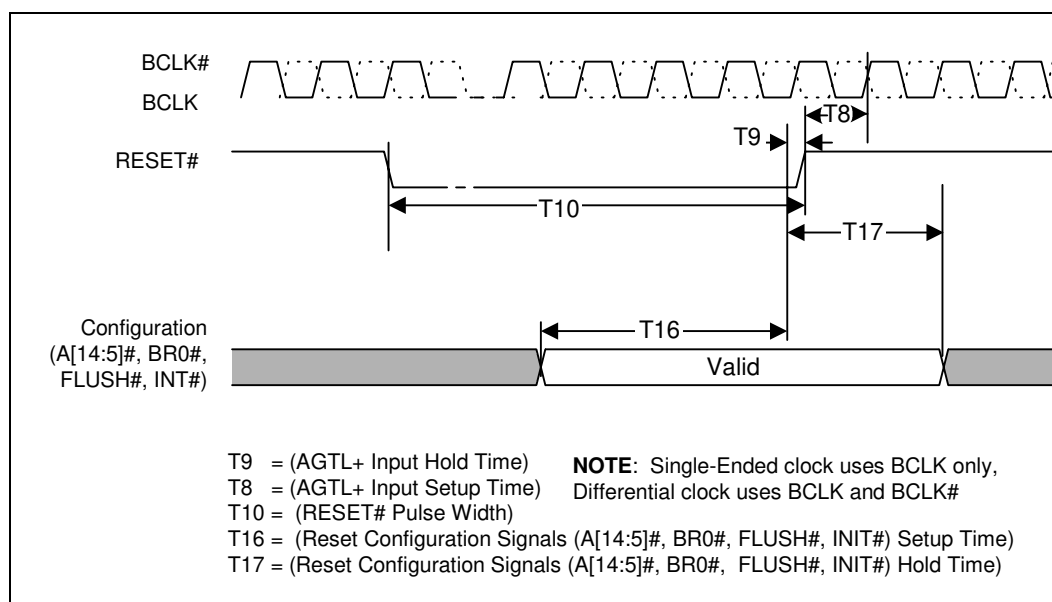 BCLK#
BCLK
T8
T9
RESET#
T10
T17
T16
Configuration
(A[14:5]#, BR0#,
FLUSH#, INT#)
Valid
T9 = (AGTL+ Input Hold Time)
T8 = (AGTL+ Input Setup Time)
T10 = (RESET# Pulse Width)
NOTE: Single-Ended clock uses BCLK only,
Differential clock uses BCLK and BCLK#
T16 = (Reset Configuration Signals (A[14:5]#, BR0#, FLUSH#, INIT#) Setup Time)
T17 = (Reset Configuration Signals (A[14:5]#, BR0#, FLUSH#, INIT#) Hold Time)